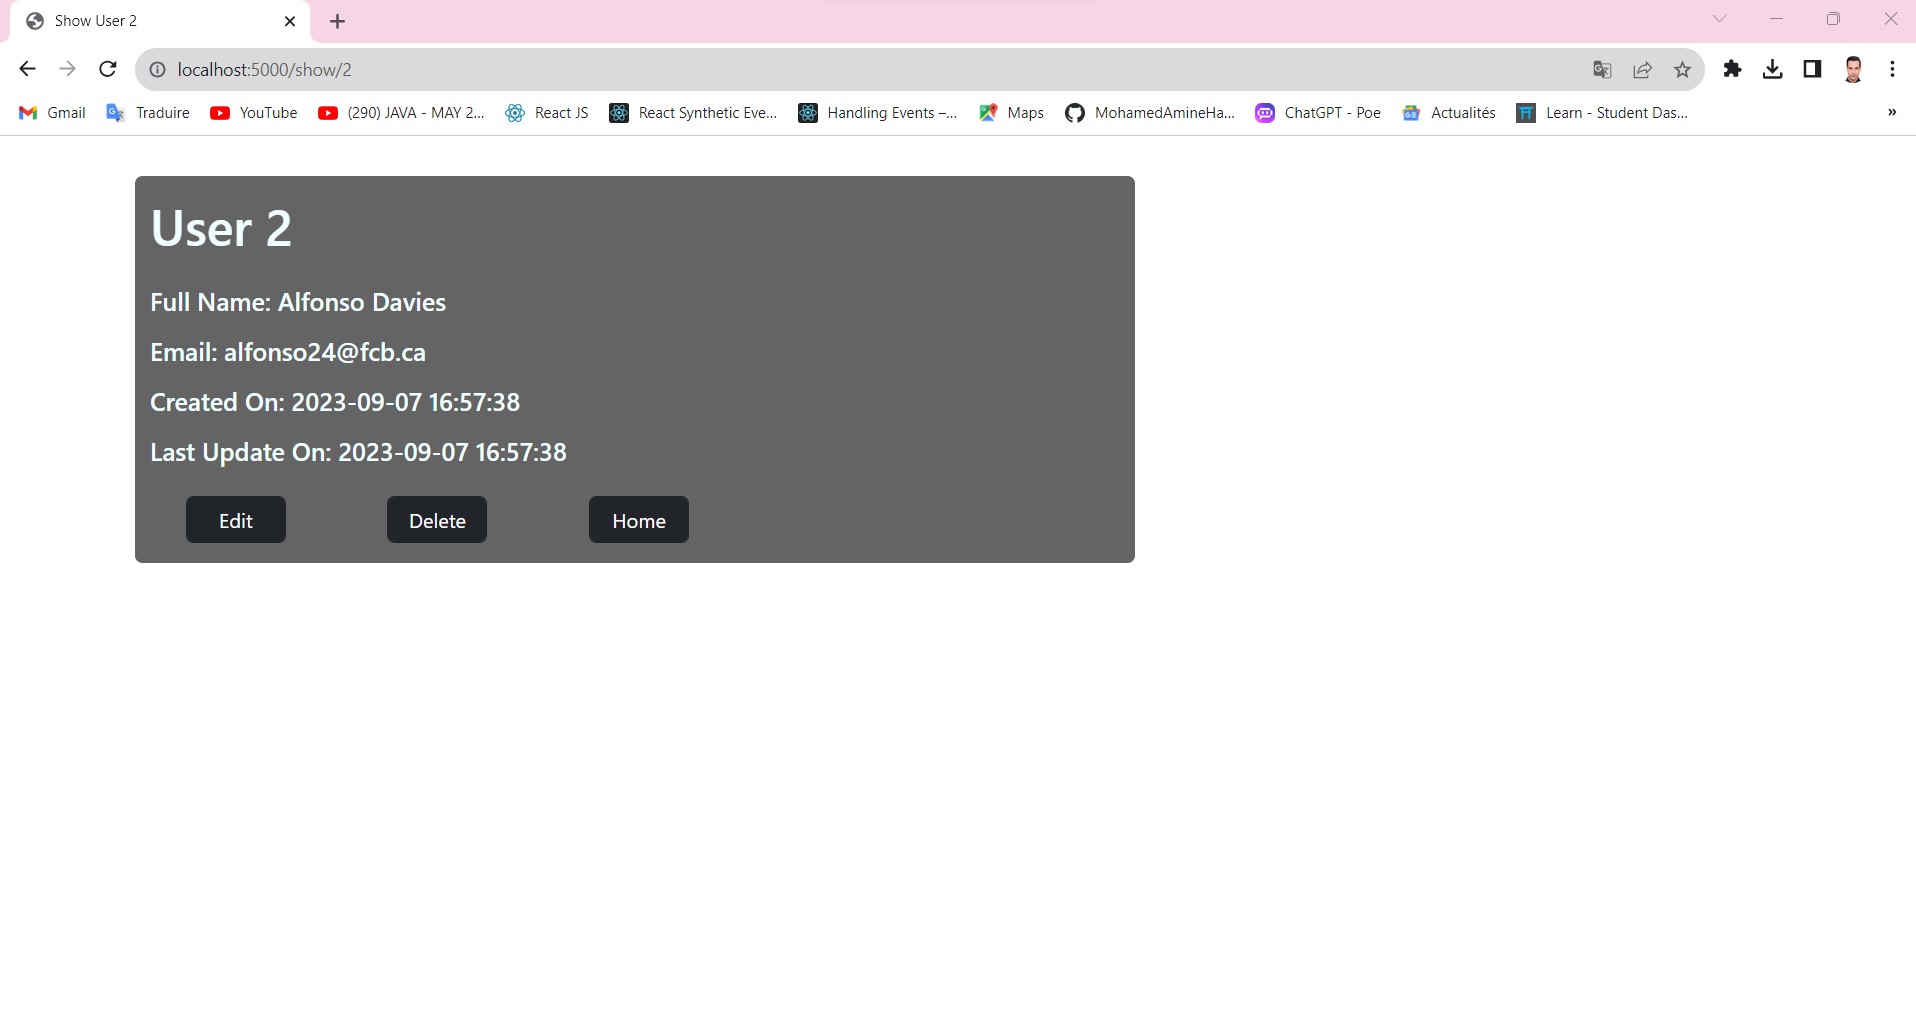 Show User 2
localhost:5000/show/2
Gmail Traduire YouTube (290) JAVA - MAY 2... React JS React Synthetic Eve... Handling Events –... Maps MohamedAmineHa... ChatGPT - Poe Actualités Learn - Student Das... »
User 2
Full Name: Alfonso Davies
Email: alfonso24@fcb.ca
Created On: 2023-09-07 16:57:38
Last Update On: 2023-09-07 16:57:38
Edit Delete Home